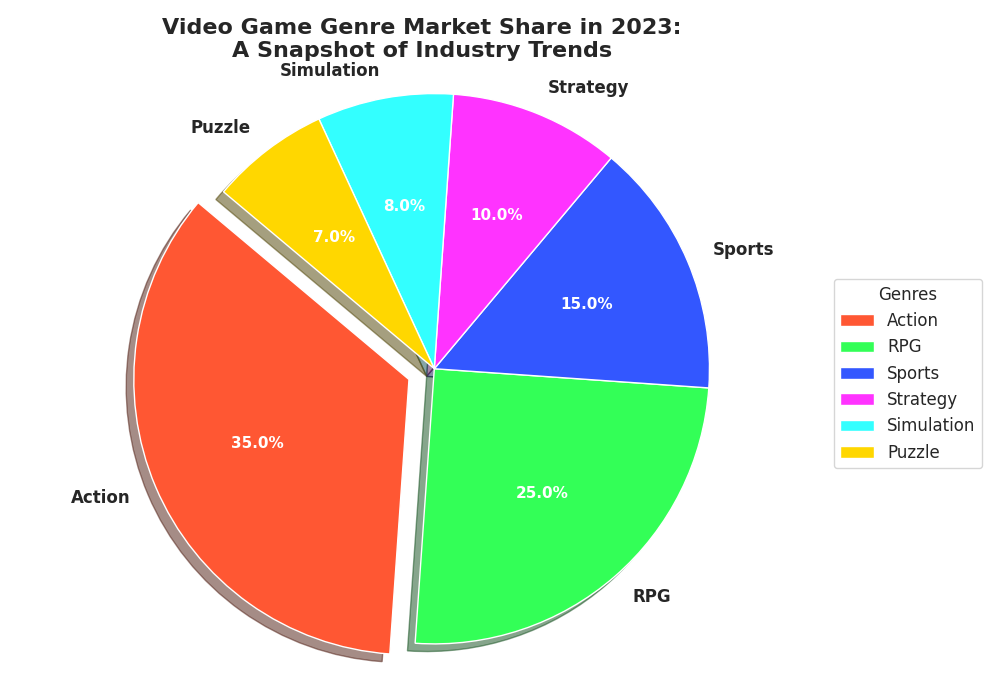 Video Game Genre Market Share in 2023:
A Snapshot of Industry Trends
Simulation
Strategy
Puzzle
Sports
Action
RPG
8.0%
10.0%
7.0%
15.0%
35.0%
25.0%
Genres
Action
RPG
Sports
Strategy
Simulation
Puzzle